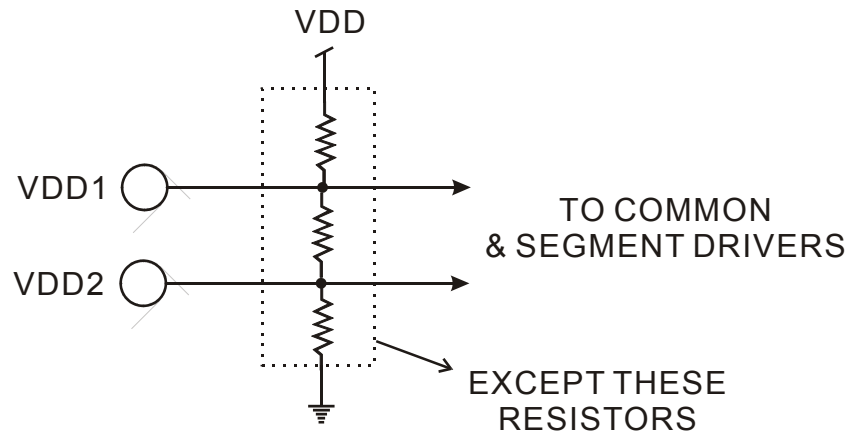 VDD
VDD1
TO COMMON
& SEGMENT DRIVERS
VDD2
EXCEPT THESE
RESISTORS